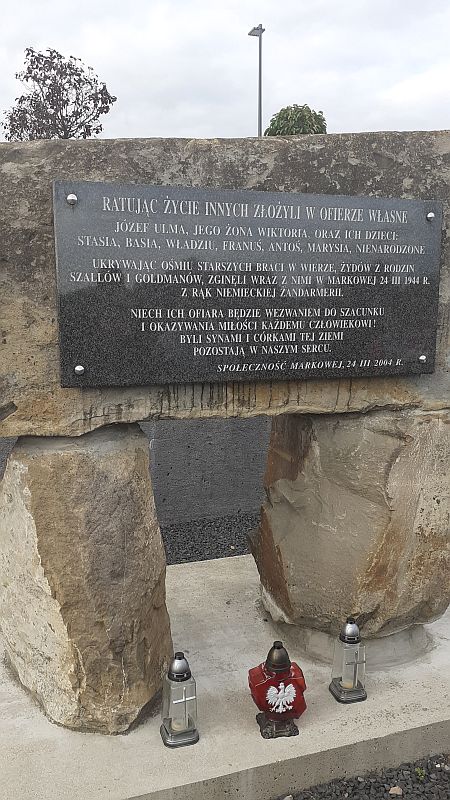 RATUJĄC ŻYCIE INNYCH ZŁOŻYLI W OFIERZE WŁASNE
JÓZEF ULMA, JEGO ŻONA WIKTORIA, ORAZ ICH DZIECI:
STASIA, BASIA, WŁADZIU, FRANUŚ, ANTOŚ, MARYSIA, NIENARODZONE
UKRYWAJĄC OŚMIU STARSZYCH BRACI W WIERZE, ŻYDÓW Z RODZIN
SZALLÓW I GOLDMANÓW, ZGINĘLI WRAZ Z NIMI W MARKOWEJ 24 III 1944 R.
Z RĄK NIEMIECKIEJ ŻANDARMERII.
NIECH ICH OFIARA BĘDZIE WEZWANIEM DO SZACUNKU
I OKAZYWANIA MIŁOŚCI KAŻDEMU CZŁOWIEKOWI!
BYLI SYNAMI I CÓRKAMI TEJ ZIEMI
POZOSTAJĄ W NASZYM SERCU.
SPOŁECZNOŚĆ MARKOWEJ, 24 III 2004 R.